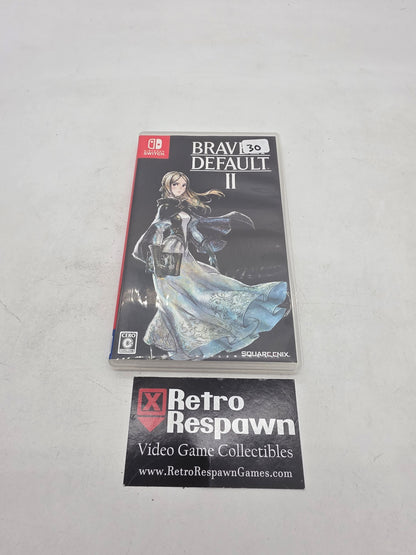 NINTENDO
SWITCH
30
BRAVE
DEFAULT
II
CERO
C
SQUARE ENIX
Retro
Respawn
Video Game Collectibles
www.RetroRespawnGames.com